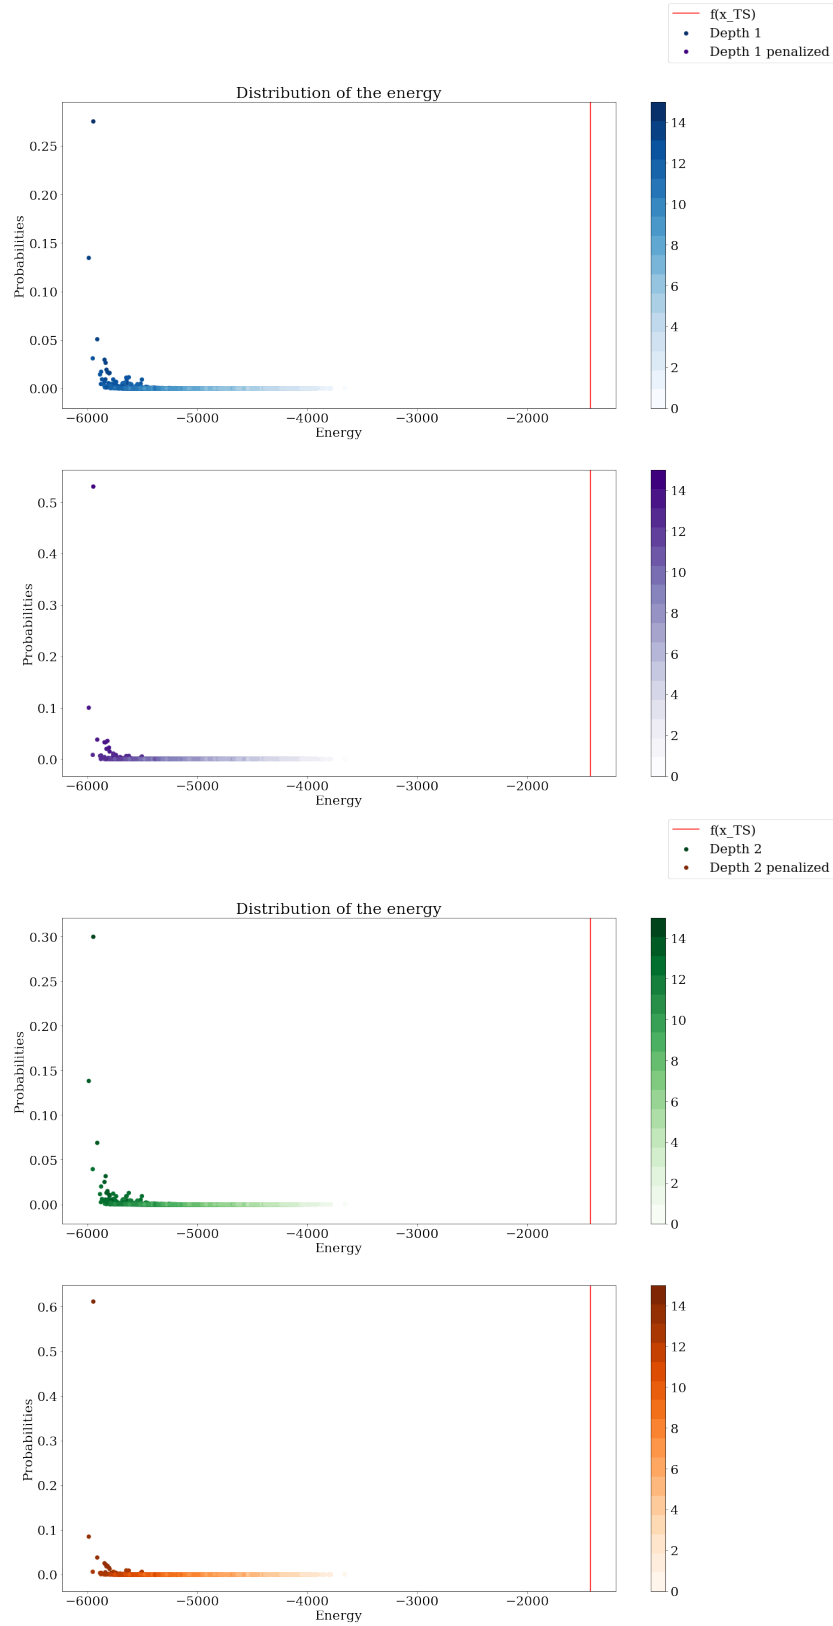 f(x_TS)
Depth 1
Depth 1 penalized
Distribution of the energy
0.25
0.20
0.15
0.10
0.05
0.00
Probabilities
−6000 −5000 −4000 −3000 −2000
Energy
14
12
10
8
6
4
2
0
0.5
0.4
0.3
0.2
0.1
0.0
Probabilities
−6000 −5000 −4000 −3000 −2000
Energy
14
12
10
8
6
4
2
0
f(x_TS)
Depth 2
Depth 2 penalized
Distribution of the energy
0.30
0.25
0.20
0.15
0.10
0.05
0.00
Probabilities
−6000 −5000 −4000 −3000 −2000
Energy
14
12
10
8
6
4
2
0
0.6
0.5
0.4
0.3
0.2
0.1
0.0
Probabilities
−6000 −5000 −4000 −3000 −2000
Energy
14
12
10
8
6
4
2
0